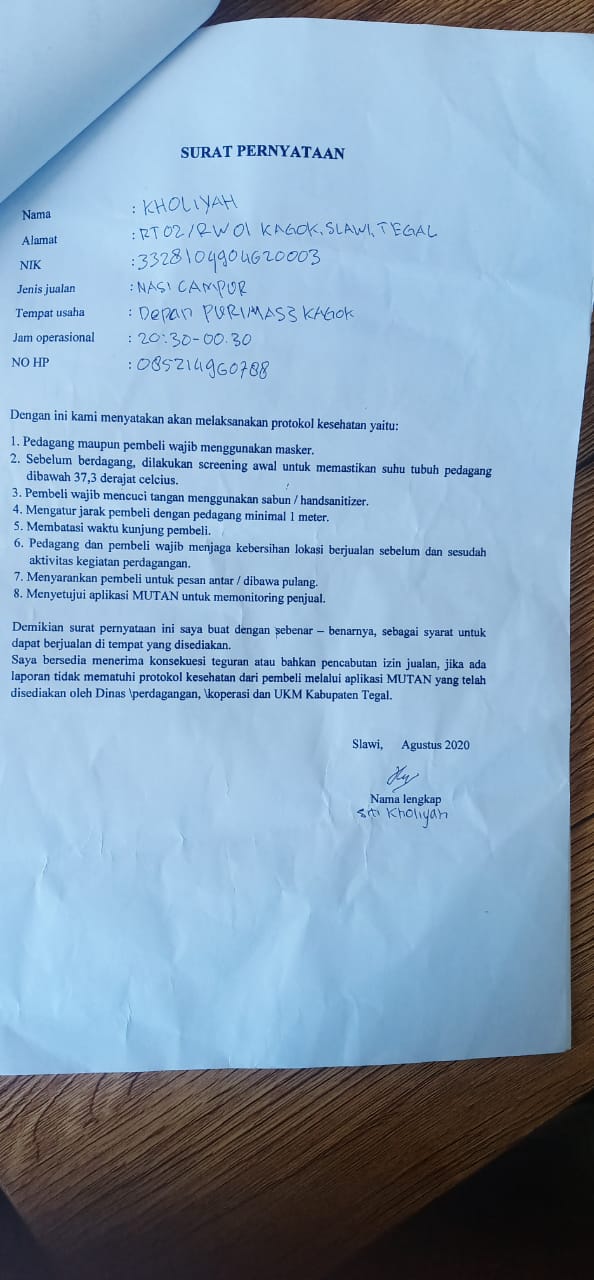 SURAT PERNYATAAN
Nama : KHOLIYAH
Alamat : RT 02/RW 01 KAGOK, SLAWI, TEGAL
NIK : 3328104904620003
Jenis jualan : NASI CAMPUR
Tempat usaha : Depan PURIMAS3 KAGOK
Jam operasional : 20:30-00.30
NO HP : 085214960788
Dengan ini kami menyatakan akan melaksanakan protokol kesehatan yaitu:
1. Pedagang maupun pembeli wajib menggunakan masker.
2. Sebelum berdagang, dilakukan screening awal untuk memastikan suhu tubuh pedagang
dibawah 37,3 derajat celcius.
3. Pembeli wajib mencuci tangan menggunakan sabun / handsanitizer.
4. Mengatur jarak pembeli dengan pedagang minimal 1 meter.
5. Membatasi waktu kunjung pembeli.
6. Pedagang dan pembeli wajib menjaga kebersihan lokasi berjualan sebelum dan sesudah
aktivitas kegiatan perdagangan.
7. Menyarankan pembeli untuk pesan antar / dibawa pulang.
8. Menyetujui aplikasi MUTAN untuk memonitoring penjual.
Demikian surat pernyataan ini saya buat dengan sebenar – benarnya, sebagai syarat untuk
dapat berjualan di tempat yang disediakan.
Saya bersedia menerima konsekuesi teguran atau bahkan pencabutan izin jualan, jika ada
laporan tidak mematuhi protokol kesehatan dari pembeli melalui aplikasi MUTAN yang telah
disediakan oleh Dinas \perdagangan, \koperasi dan UKM Kabupaten Tegal.
Slawi, Agustus 2020
Nama lengkap
Siti Kholiyah